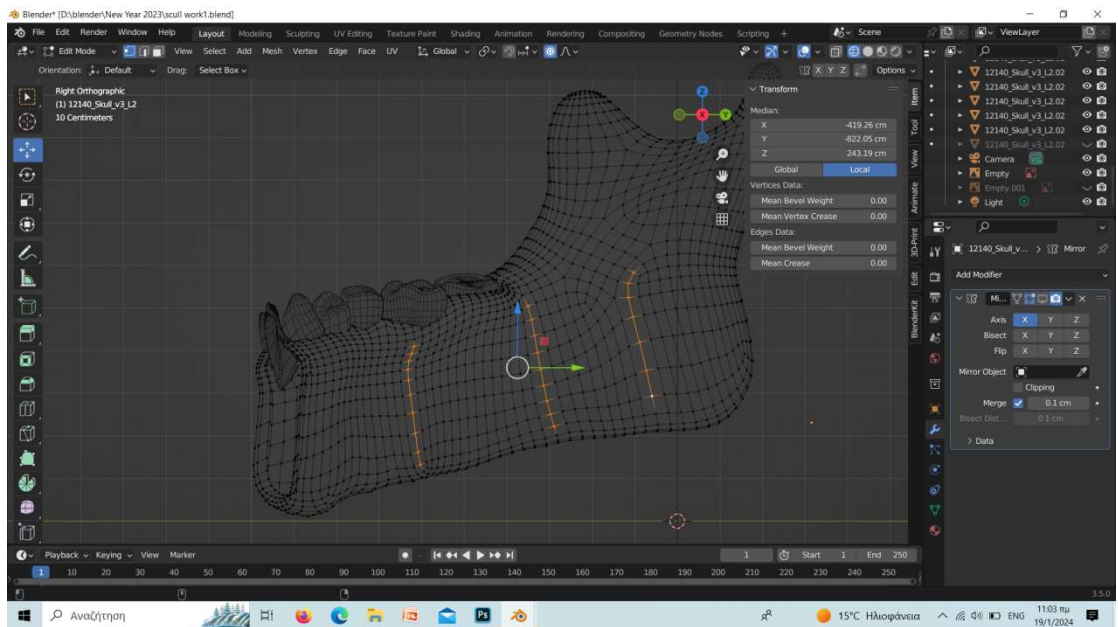 Blender* [D:\blender\New Year 2023\scull work1.blend]
File Edit Render Window Help Layout Modeling Sculpting UV Editing Texture Paint Shading Animation Rendering Compositing Geometry Nodes Scripting + Scene ViewLayer
Edit Mode View Select Add Mesh Vertex Edge Face UV Global
Orientation: Default Drag: Select Box X Y Z Options
Right Orthographic
(1) 12140_Skull_v3_L2
10 Centimeters
Z
X
Y
Transform
Median:
X -419.26 cm
Y -822.05 cm
Z 243.19 cm
Global Local
Vertices Data:
Mean Bevel Weight 0.00
Mean Vertex Crease 0.00
Edges Data:
Mean Bevel Weight 0.00
Mean Crease 0.00
Item
Tool
View
Animate
3D-Print
Edit
BlenderKit
12140_Skull_v3_L2.02
12140_Skull_v3_L2.02
12140_Skull_v3_L2.02
12140_Skull_v3_L2.02
12140_Skull_v3_L2.02
12140_Skull_v3_L2.02
Camera
Empty
Empty.001
Light
12140_Skull_v... > Mirror
Add Modifier
Mi...
Axis X Y Z
Bisect X Y Z
Flip X Y Z
Mirror Object
Clipping
Merge 0.1 cm
Bisect Dist... 0.1 cm
Data
Playback Keying View Marker 1 Start 1 End 250
1 10 20 30 40 50 60 70 80 90 100 110 120 130 140 150 160 170 180 190 200 210 220 230 240 250
3.5.0
Αναζήτηση 15°C Ηλιοφάνεια ENG 11:03 πμ
19/1/2024